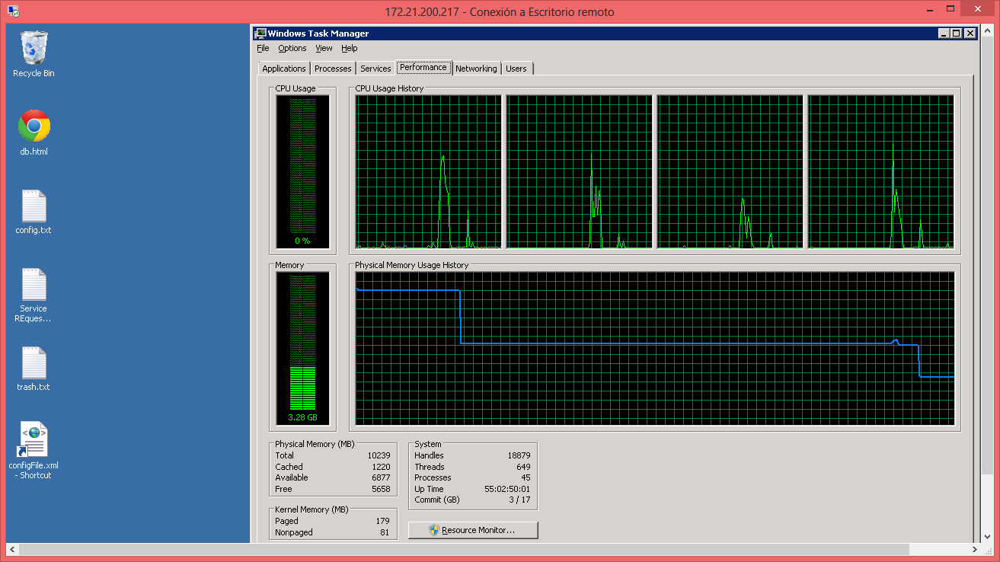 172.21.200.217 - Conexión a Escritorio remoto
Recycle Bin
db.html
config.txt
Service
REques...
trash.txt
configFile.xml
- Shortcut
Windows Task Manager
File Options View Help
Applications Processes Services Performance Networking Users
CPU Usage
0 %
CPU Usage History
Memory
3.28 GB
Physical Memory Usage History
Physical Memory (MB)
Total 10239
Cached 1220
Available 6877
Free 5658
Kernel Memory (MB)
Paged 179
Nonpaged 81
System
Handles 18879
Threads 649
Processes 45
Up Time 55:02:50:01
Commit (GB) 3 / 17
Resource Monitor...